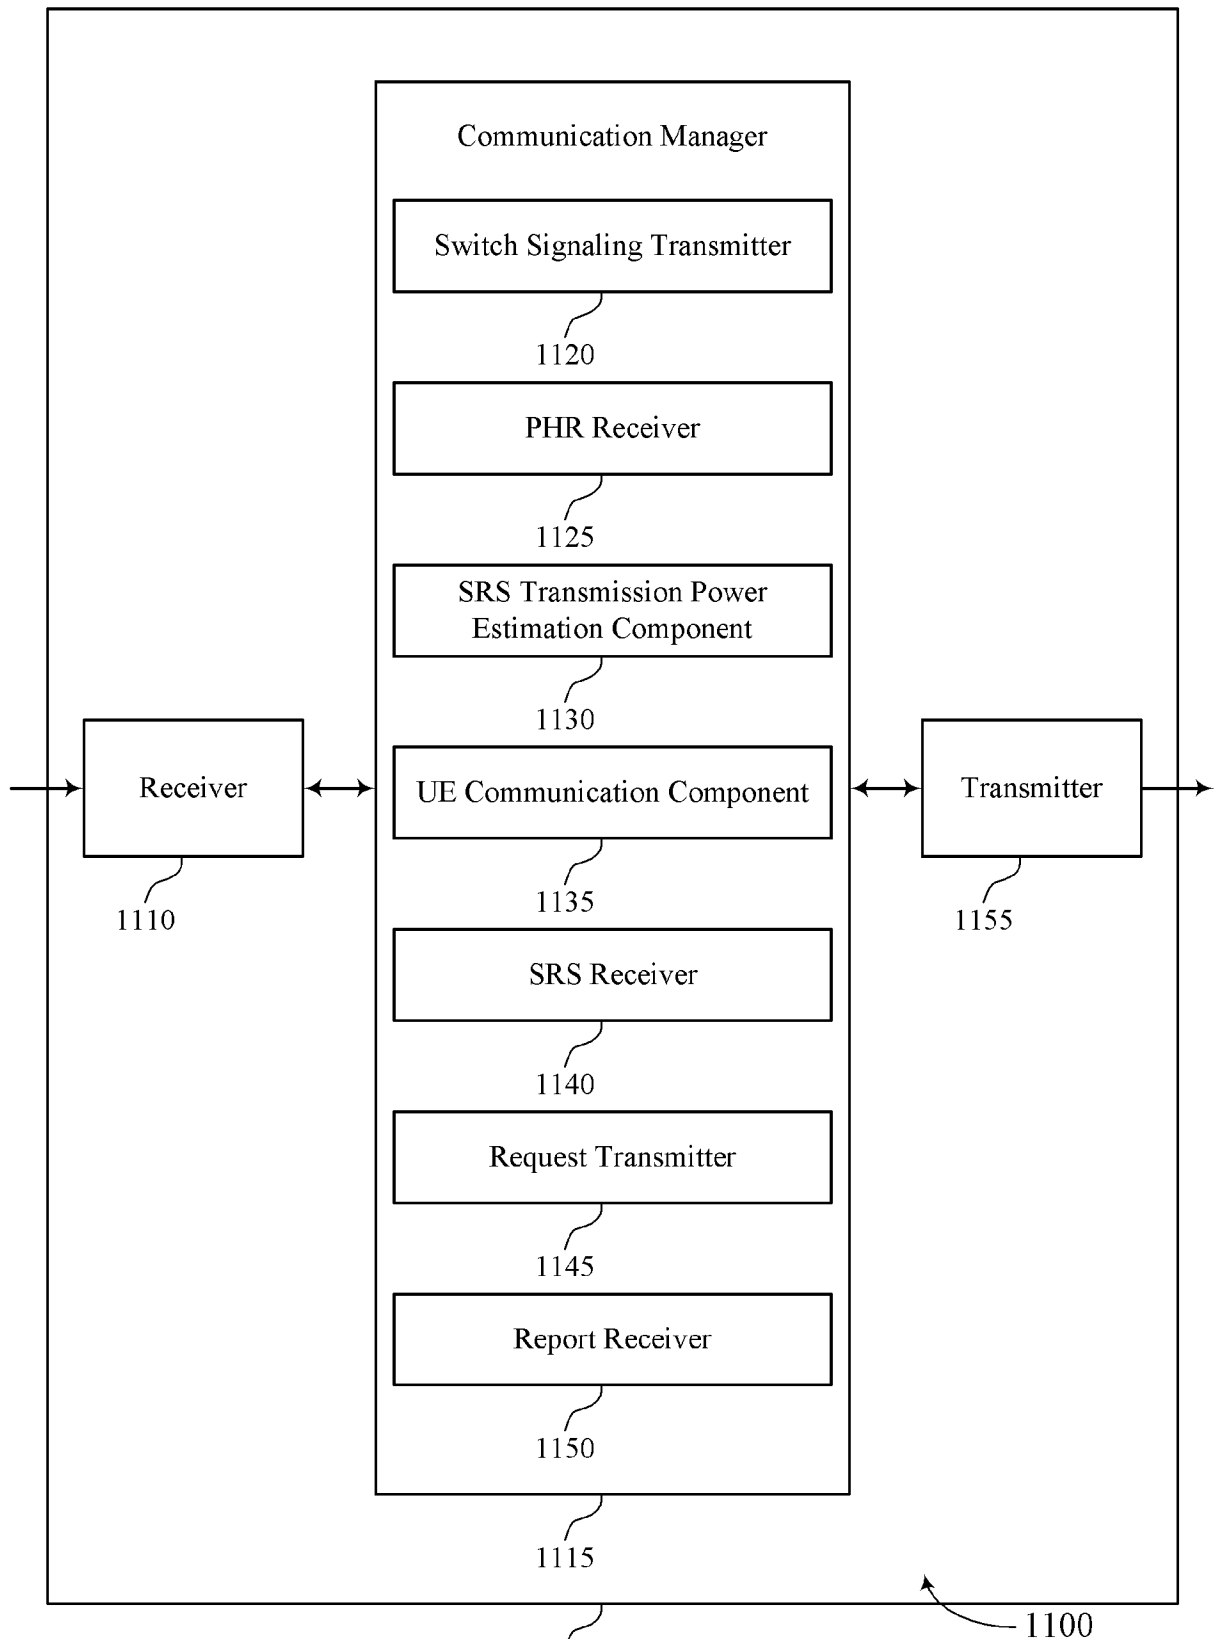 Communication Manager
Switch Signaling Transmitter
1120
PHR Receiver
1125
SRS Transmission Power
Estimation Component
1130
Receiver
1110
UE Communication Component
1135
Transmitter
1155
SRS Receiver
1140
Request Transmitter
1145
Report Receiver
1150
1115
1100